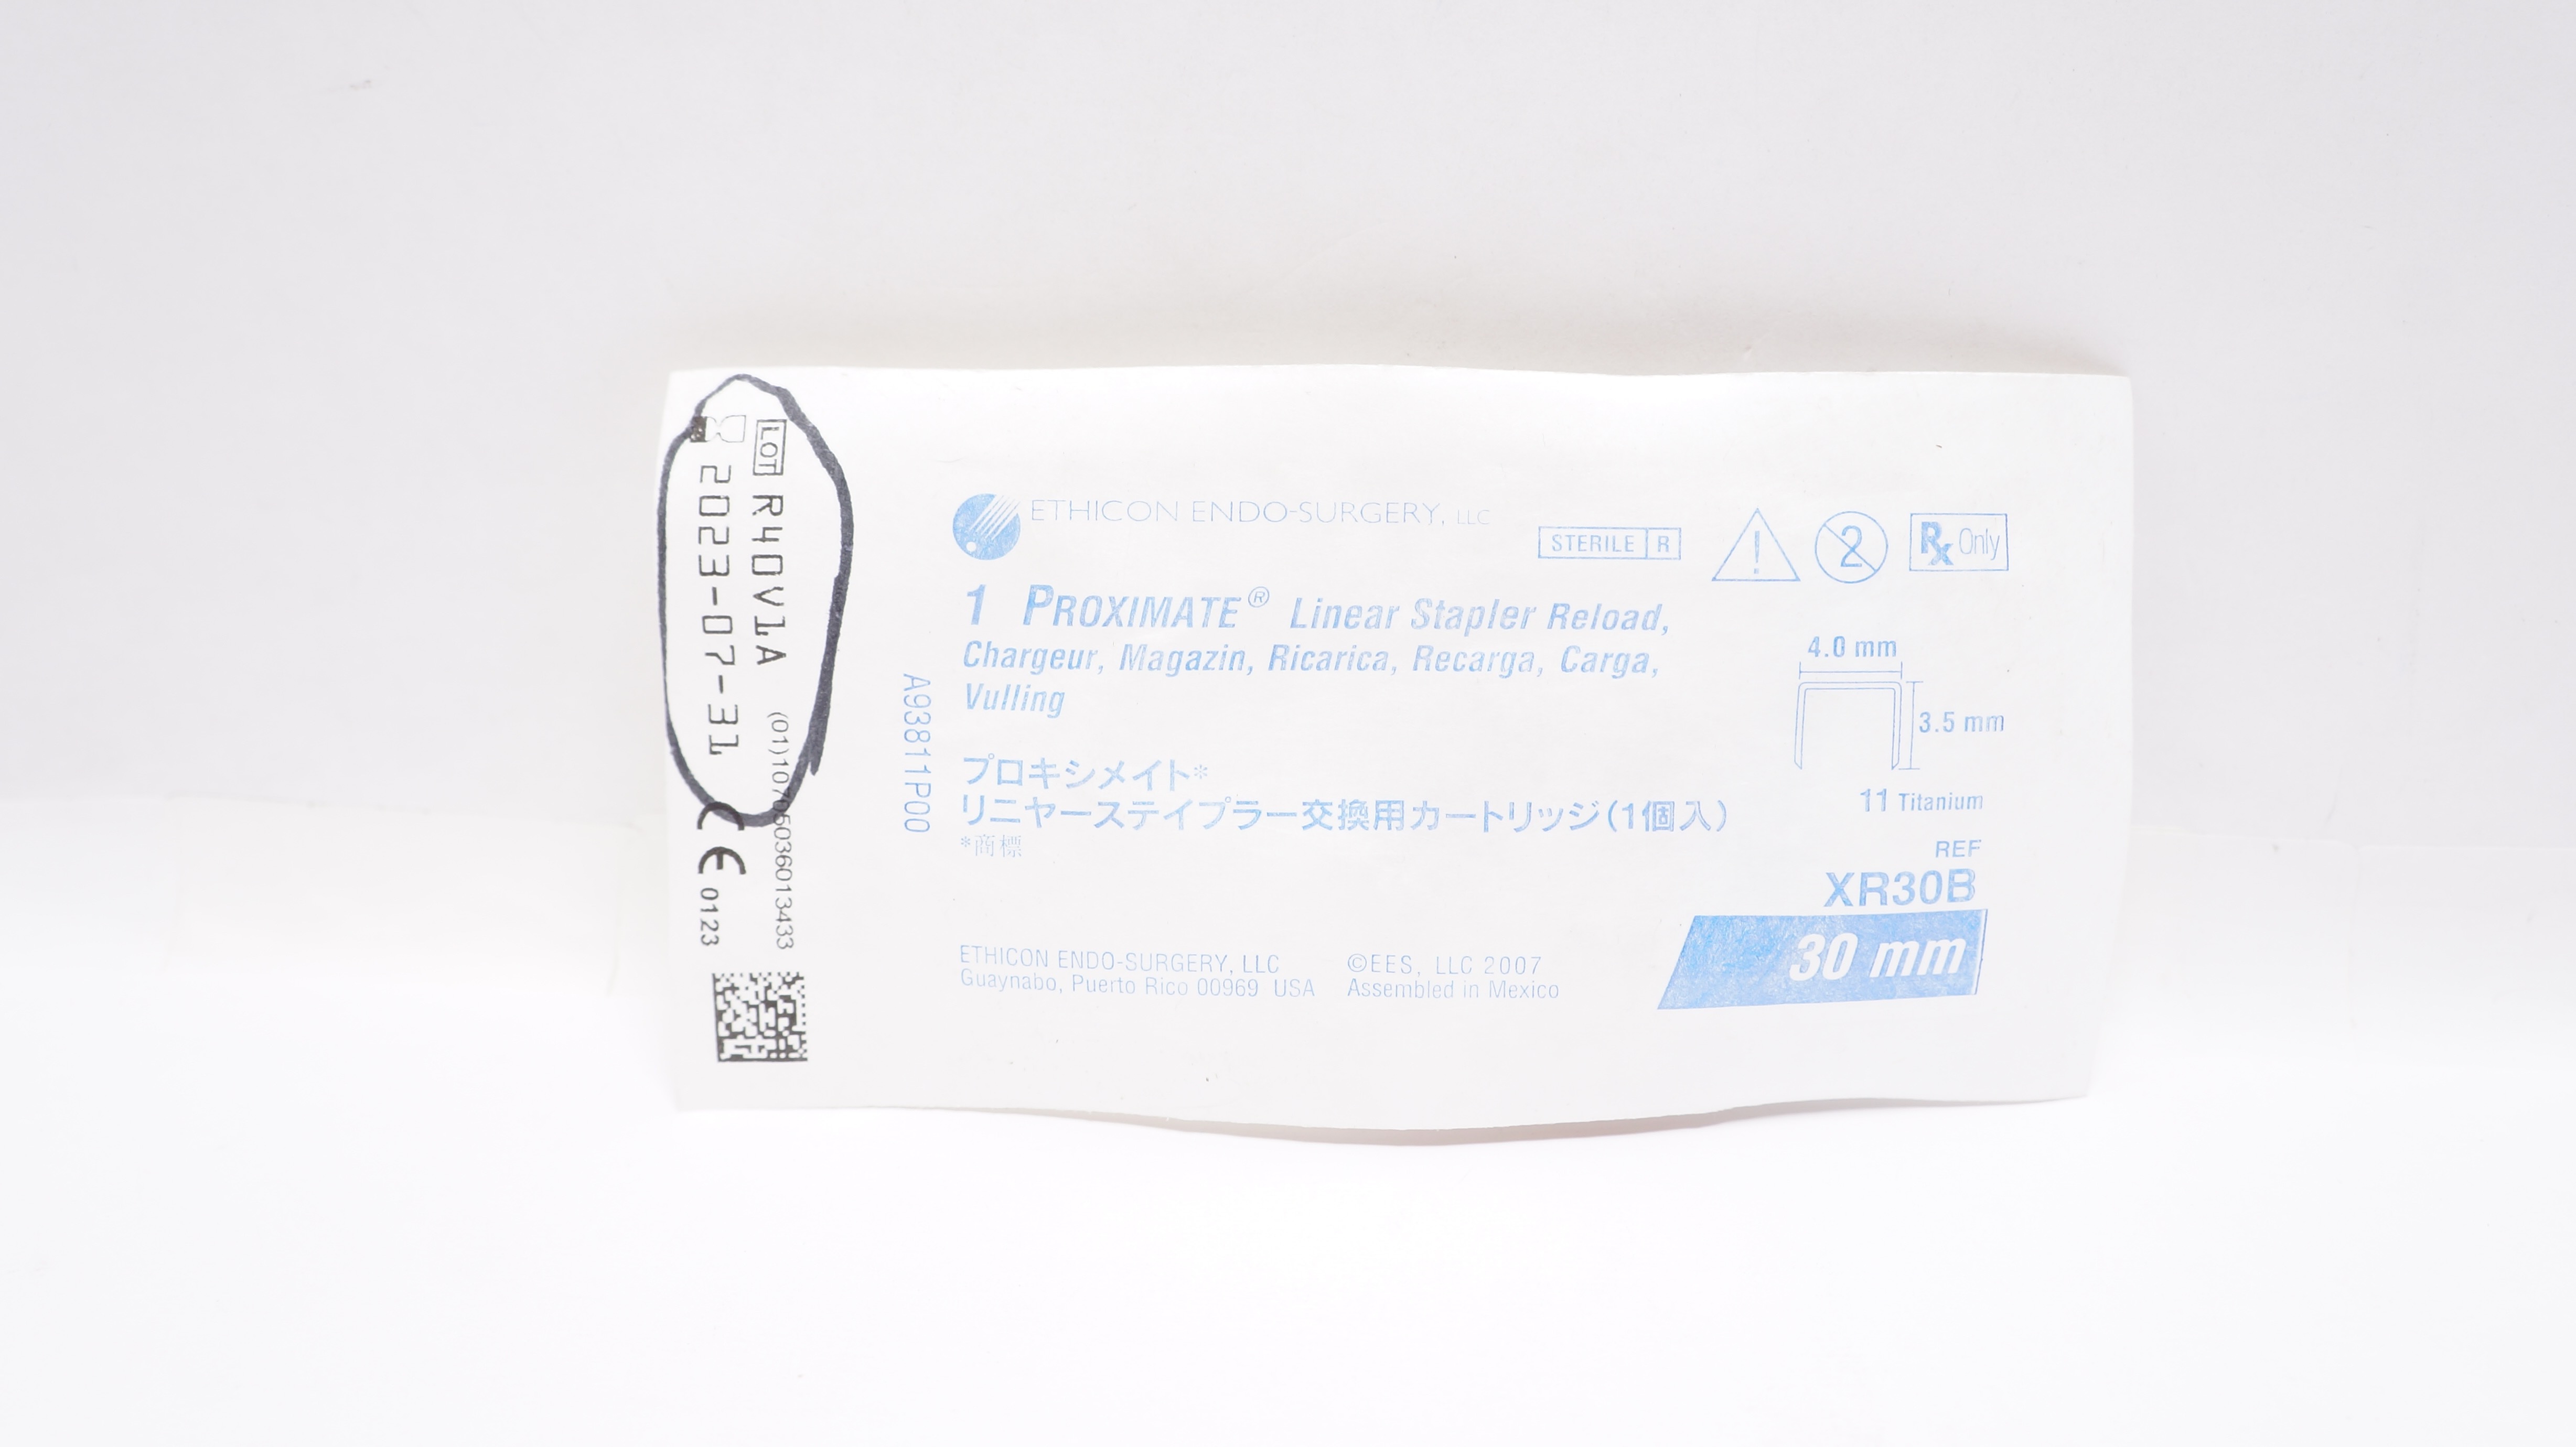 LOT R40V1A
2023-07-31
(01)10705036013433
0123
A93811P00
ETHICON ENDO-SURGERY, LLC
STERILE R
2
Rx Only
1 PROXIMATE® Linear Stapler Reload,
Chargeur, Magazin, Ricarica, Recarga, Carga,
Vulling
プロキシメイト*
リニヤーステイプラー交換用カートリッジ(1個入)
*商標
4.0 mm
3.5 mm
11 Titanium
REF
XR30B
30 mm
ETHICON ENDO-SURGERY, LLC
Guaynabo, Puerto Rico 00969 USA
©EES, LLC 2007
Assembled in Mexico